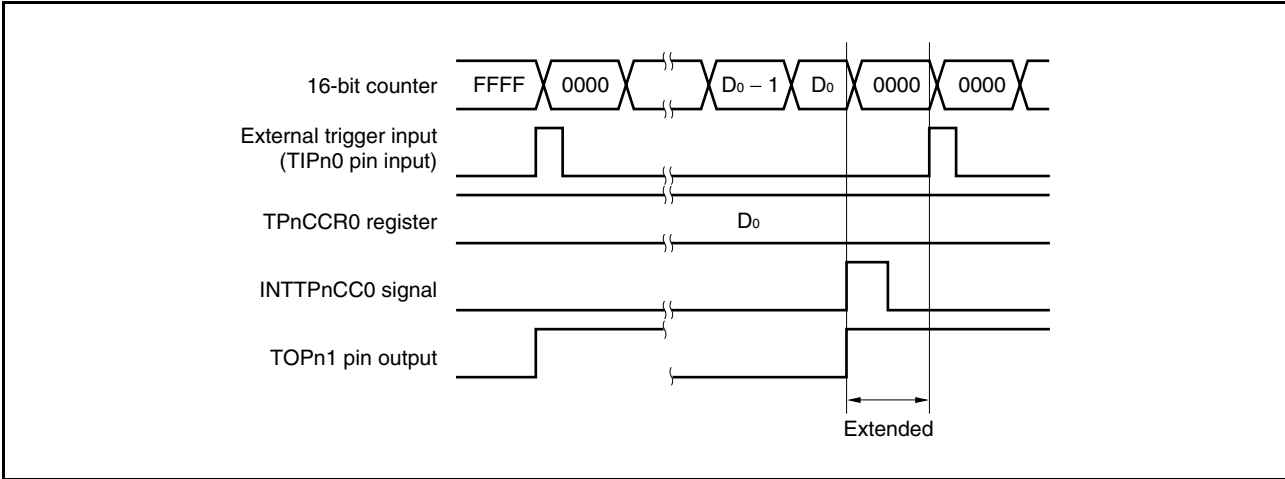 16-bit counter FFFF 0000 D₀ – 1 D₀ 0000 0000
External trigger input
(TIPn0 pin input)
TPnCCR0 register D₀
INTTPnCC0 signal
TOPn1 pin output
Extended